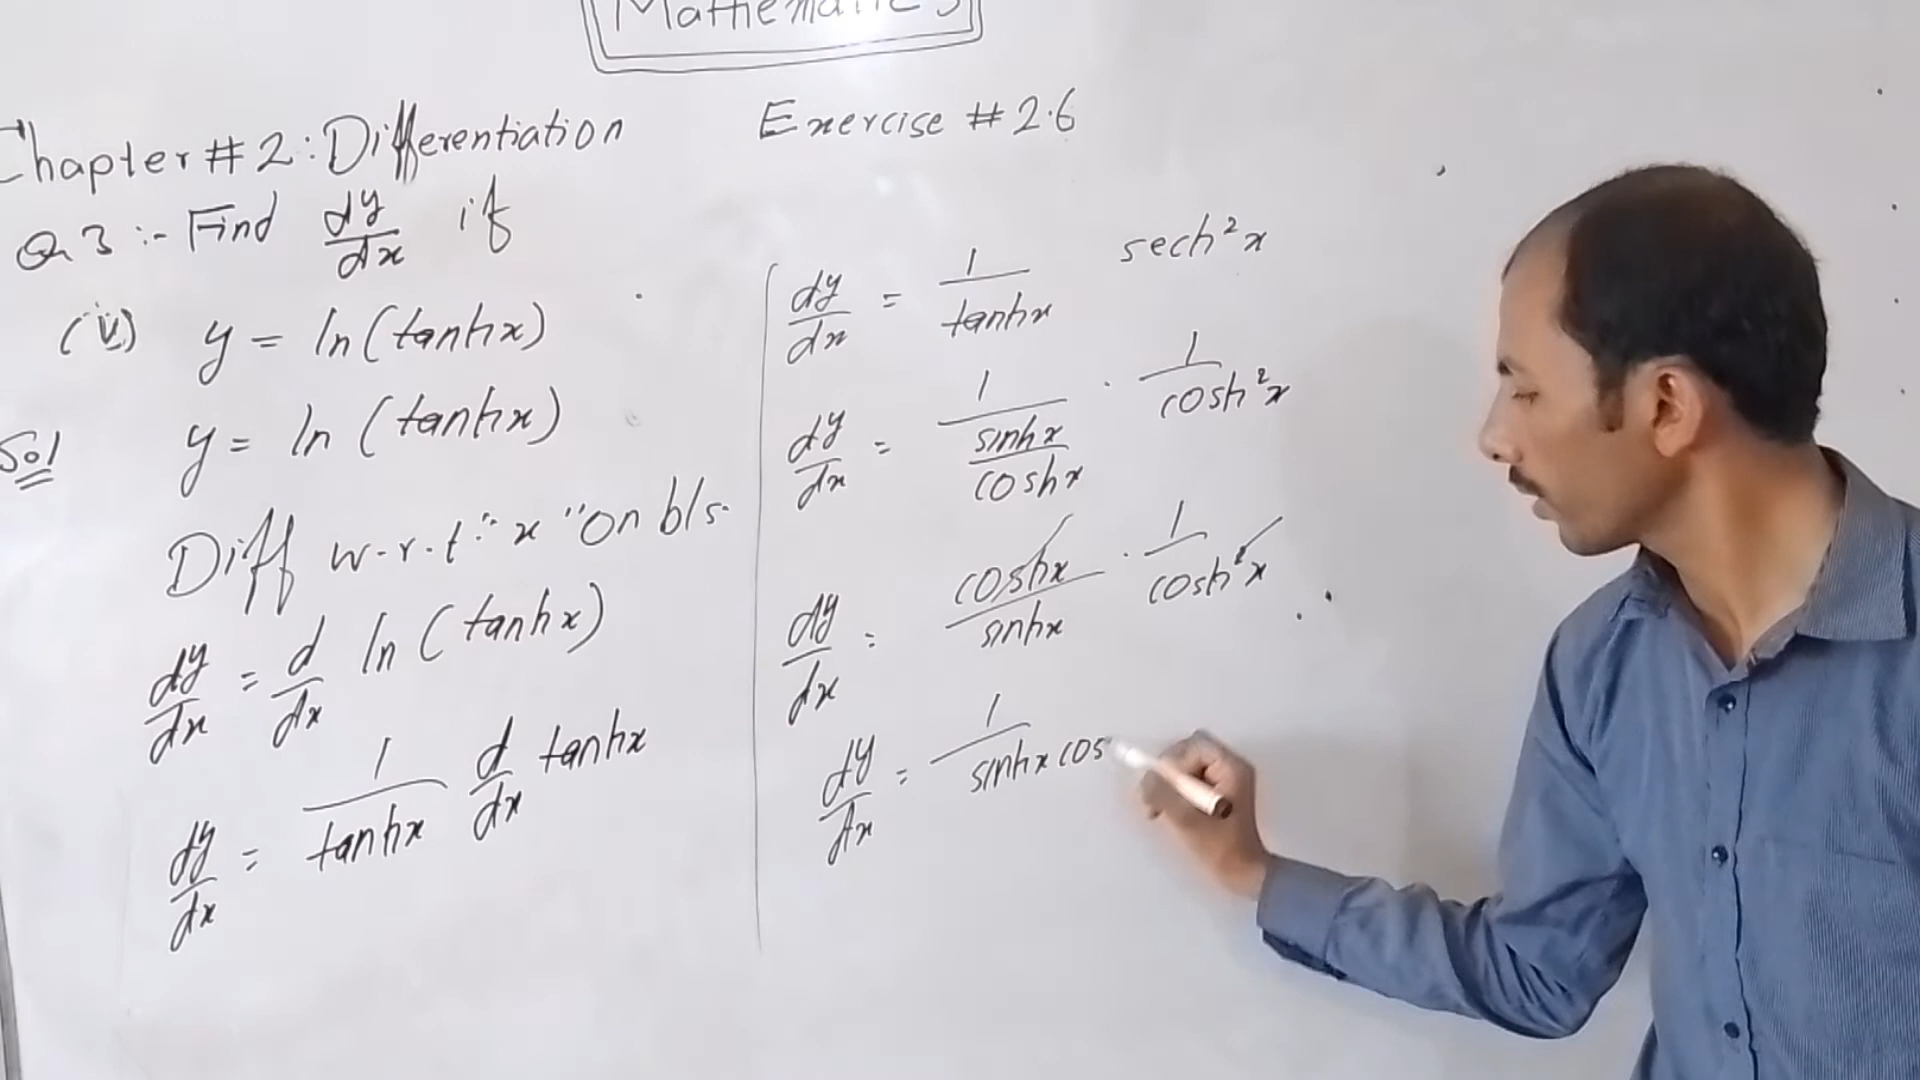 Mathematics
Chapter # 2 : Differentiation
Exercise # 2.6
Q 3 :- Find dy/dx if
(v) y = ln(tanhx)
Sol y = ln (tanhx)
Diff w.r.t "x" on b/s.
dy/dx = d/dx ln (tanhx)
dy/dx = 1/tanhx d/dx tanhx
dy/dx = 1/tanhx sech²x
dy/dx = 1/(sinhx/coshx) · 1/cosh²x
dy/dx = coshx/sinhx · 1/cosh²x
dy/dx = 1/sinhx cos